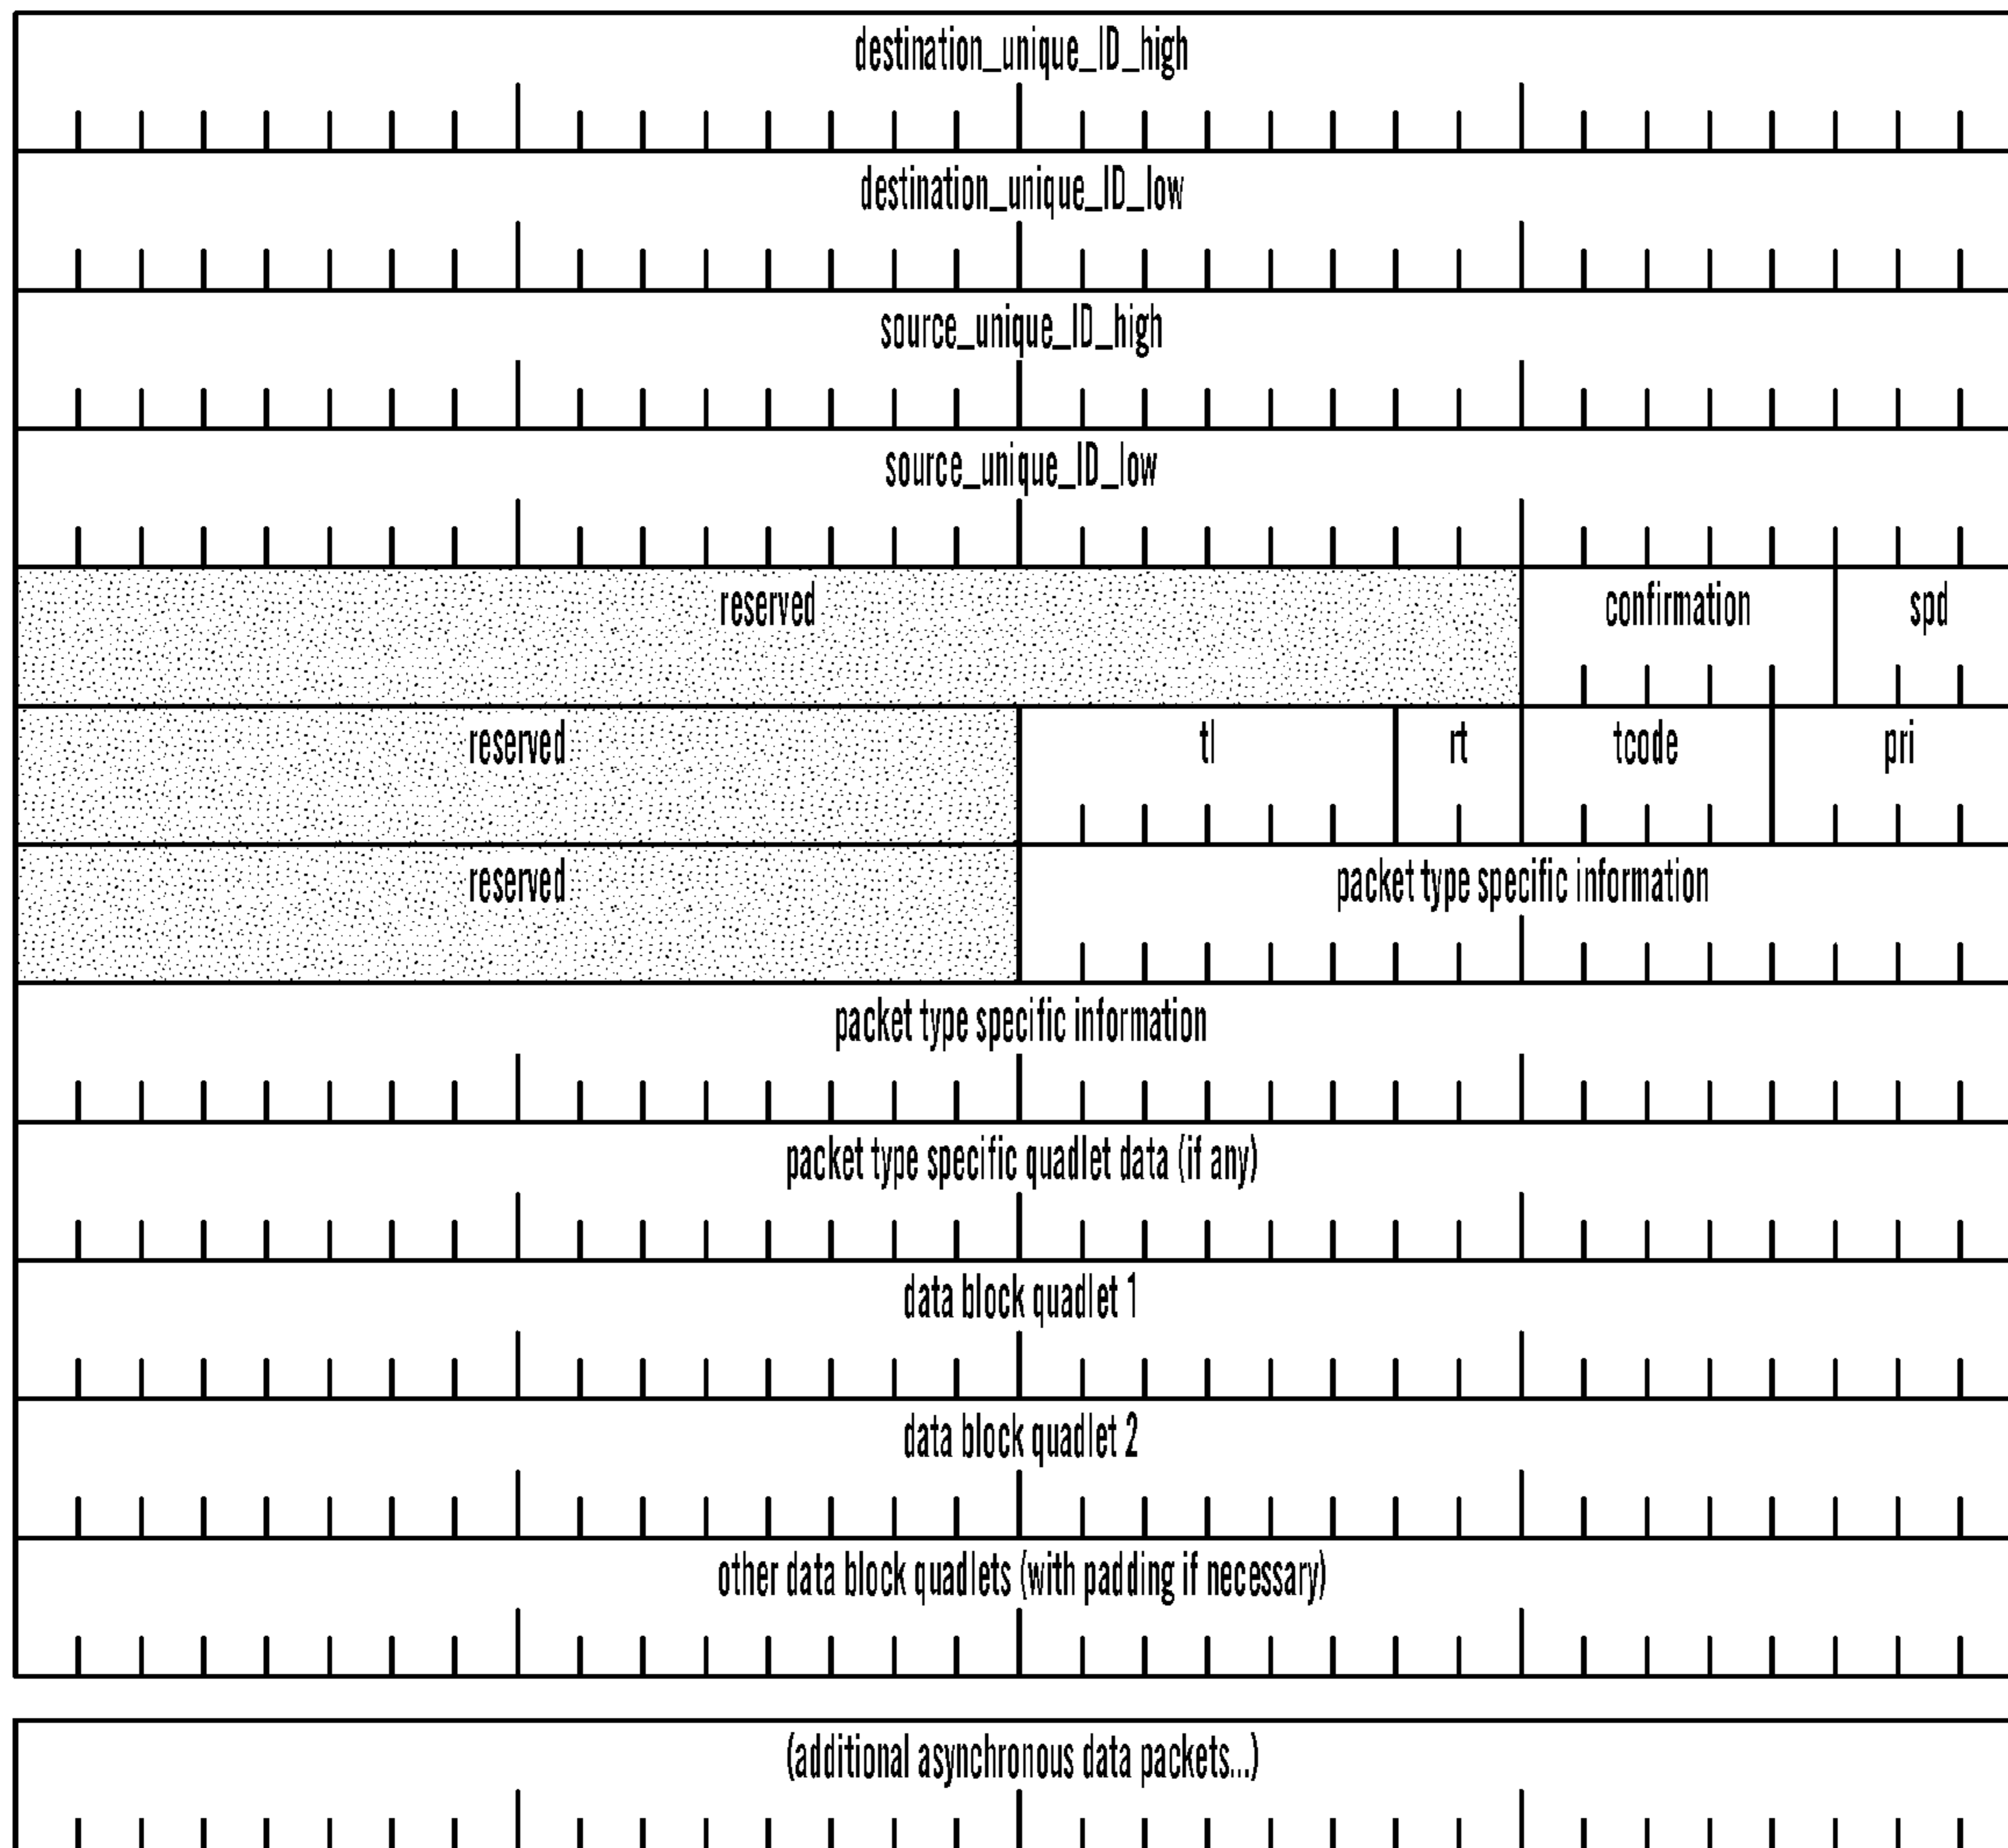 destination_unique_ID_high
destination_unique_ID_low
source_unique_ID_high
source_unique_ID_low
reserved confirmation spd
reserved tl rt tcode pri
reserved packet type specific information
packet type specific information
packet type specific quadlet data (if any)
data block quadlet 1
data block quadlet 2
other data block quadlets (with padding if necessary)
(additional asynchronous data packets...)